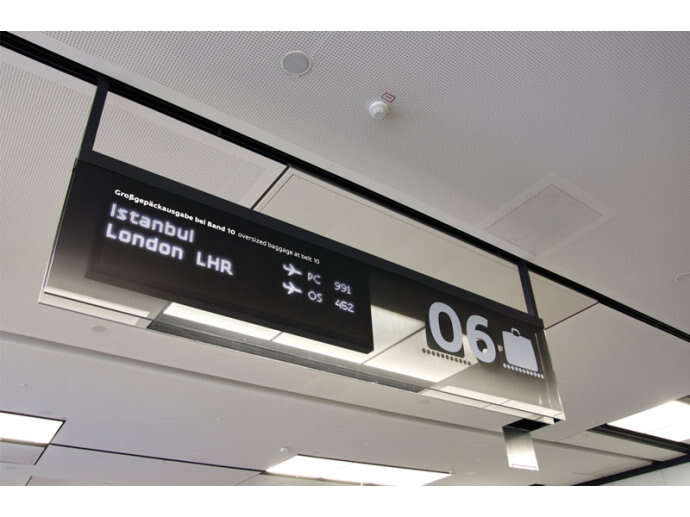 Großgepäckausgabe bei Band 10 oversized baggage at belt 10
Istanbul PC 991
London LHR OS 462
06